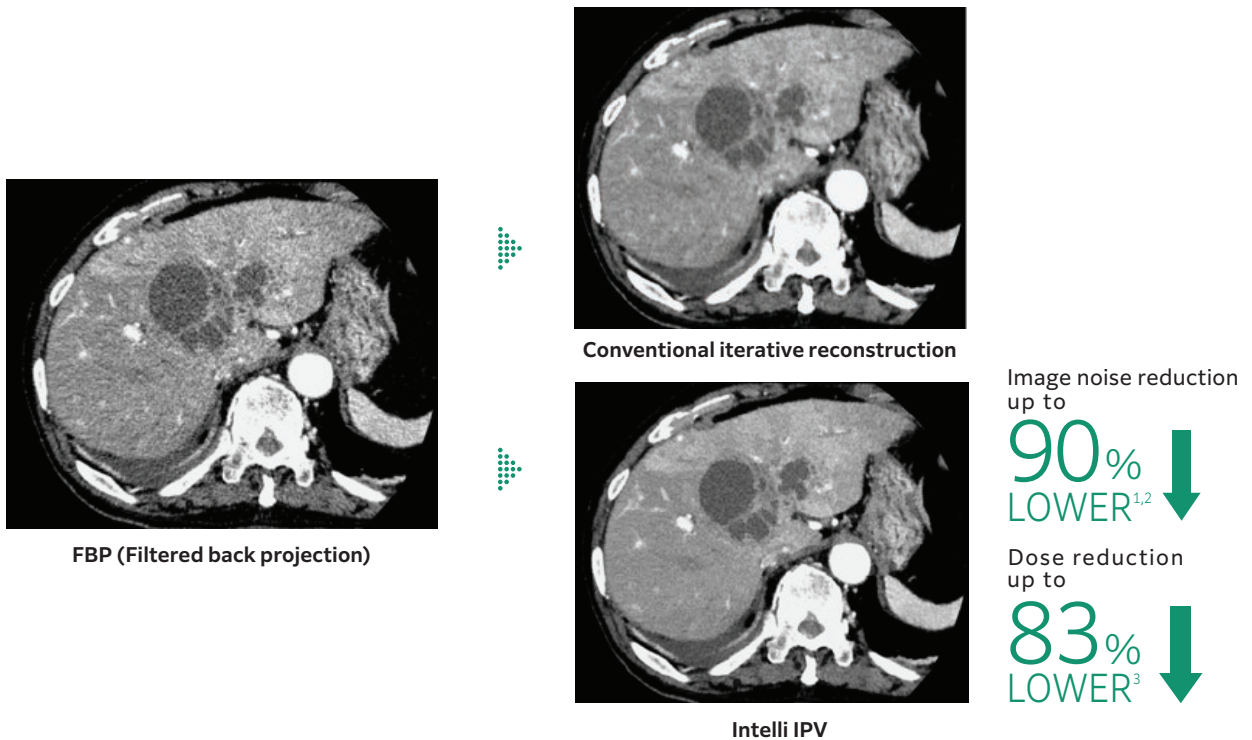 FBP (Filtered back projection)
Conventional iterative reconstruction
Intelli IPV
Image noise reduction
up to
90%
LOWER1,2
Dose reduction
up to
83%
LOWER3